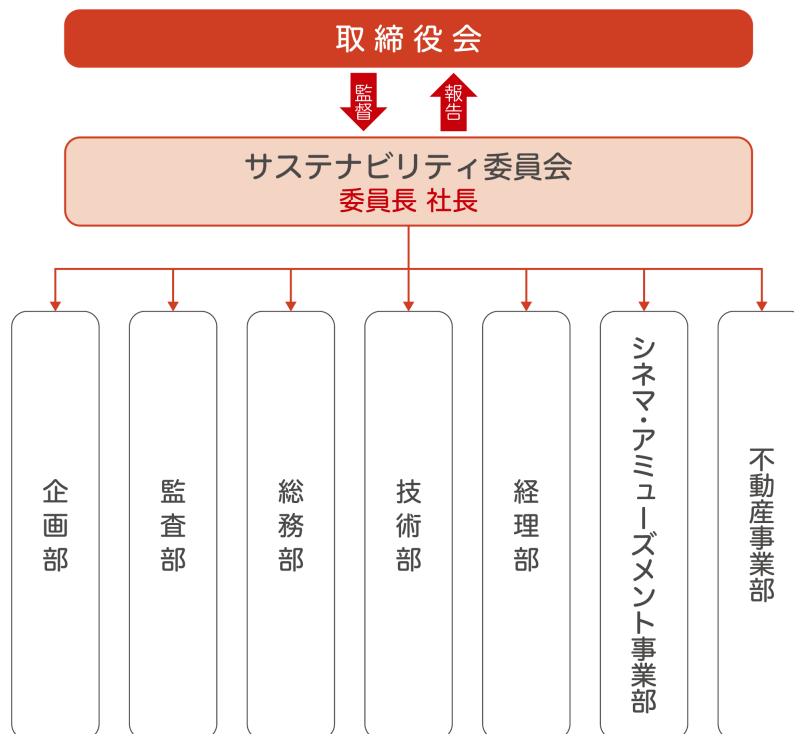 取締役会
監督
報告
サステナビリティ委員会
委員長 社長
企画部
監査部
総務部
技術部
経理部
シネマ・アミューズメント事業部
不動産事業部